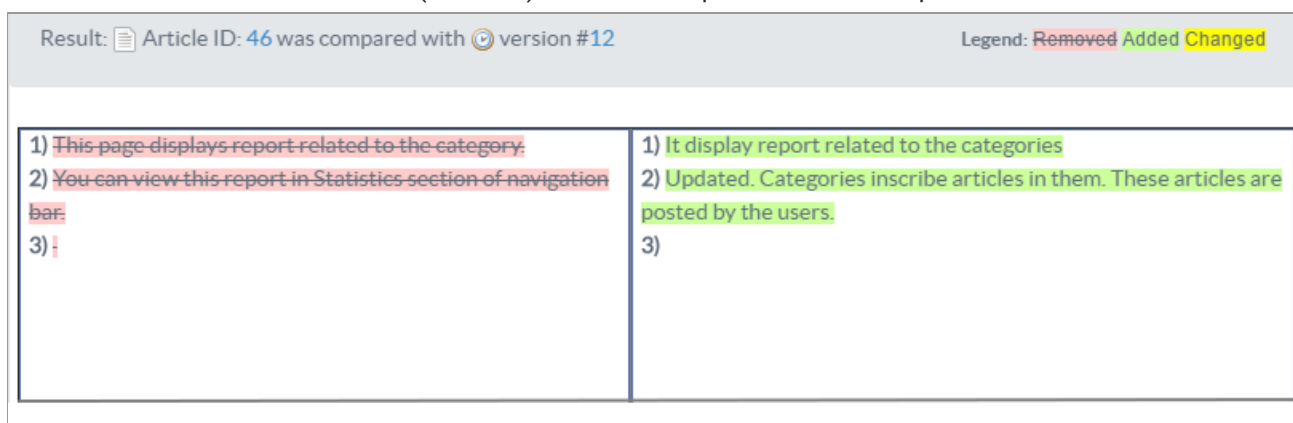 Result: Article ID: 46 was compared with version #12
Legend: Removed Added Changed
1) This page displays report related to the category.
2) You can view this report in Statistics section of navigation
bar.
3) .
1) It display report related to the categories
2) Updated. Categories inscribe articles in them. These articles are
posted by the users.
3)